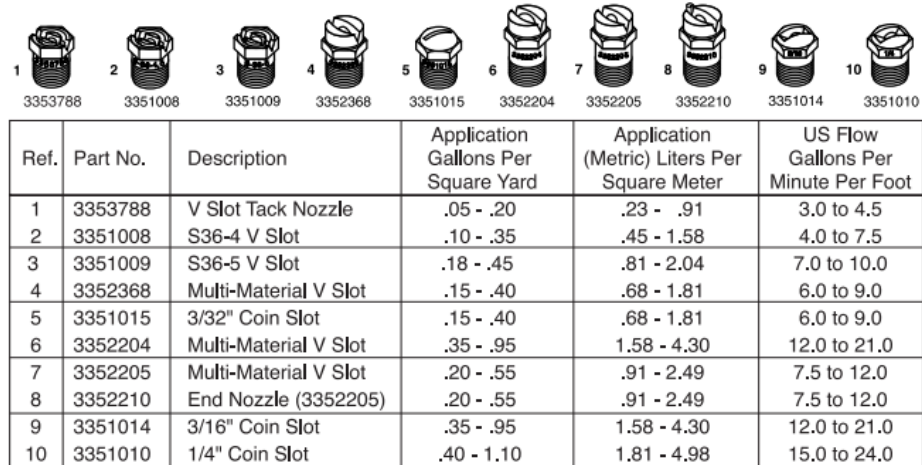 1 2 3 4 5 6 7 8 9 10
3353788 3351008 3351009 3352368 3351015 3352204 3352205 3352210 3351014 3351010
Ref. Part No. Description Application Gallons Per Square Yard Application (Metric) Liters Per Square Meter US Flow Gallons Per Minute Per Foot
1 3353788 V Slot Tack Nozzle .05 - .20 .23 - .91 3.0 to 4.5
2 3351008 S36-4 V Slot .10 - .35 .45 - 1.58 4.0 to 7.5
3 3351009 S36-5 V Slot .18 - .45 .81 - 2.04 7.0 to 10.0
4 3352368 Multi-Material V Slot .15 - .40 .68 - 1.81 6.0 to 9.0
5 3351015 3/32" Coin Slot .15 - .40 .68 - 1.81 6.0 to 9.0
6 3352204 Multi-Material V Slot .35 - .95 1.58 - 4.30 12.0 to 21.0
7 3352205 Multi-Material V Slot .20 - .55 .91 - 2.49 7.5 to 12.0
8 3352210 End Nozzle (3352205) .20 - .55 .91 - 2.49 7.5 to 12.0
9 3351014 3/16" Coin Slot .35 - .95 1.58 - 4.30 12.0 to 21.0
10 3351010 1/4" Coin Slot .40 - 1.10 1.81 - 4.98 15.0 to 24.0